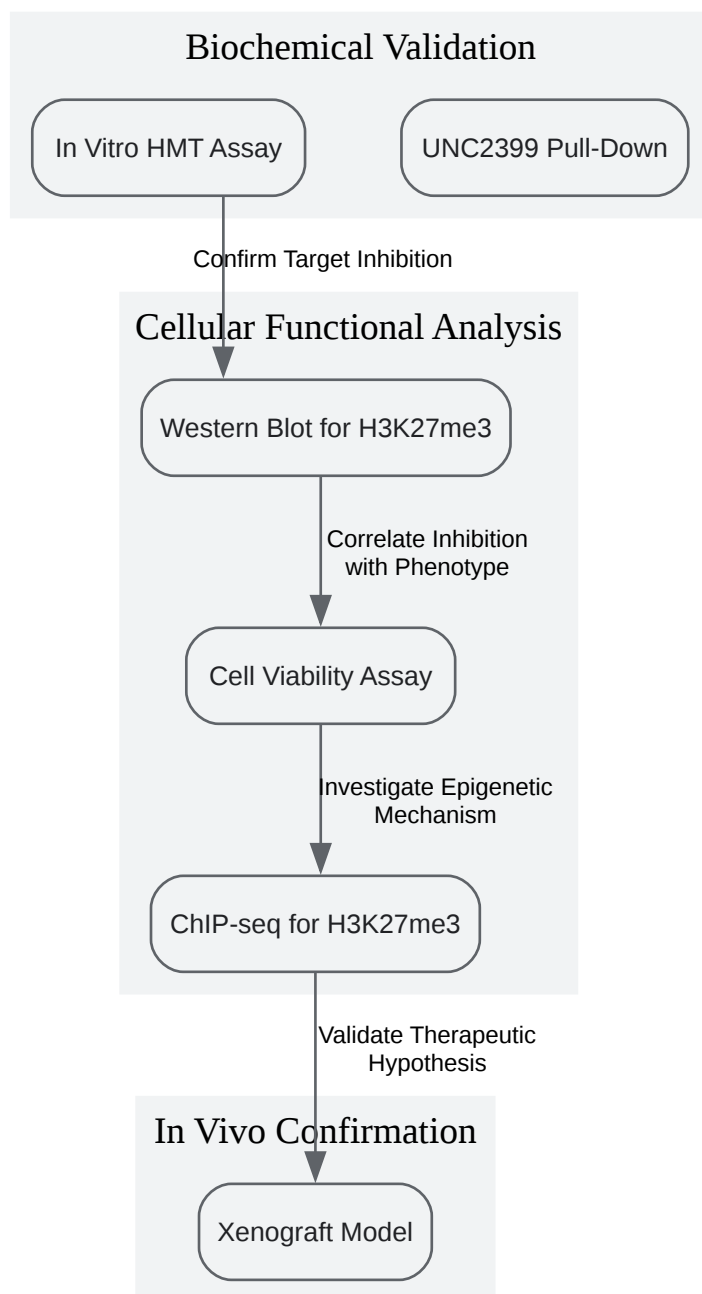 Biochemical Validation
In Vitro HMT Assay
UNC2399 Pull-Down
Confirm Target Inhibition
Cellular Functional Analysis
Western Blot for H3K27me3
Correlate Inhibition
with Phenotype
Cell Viability Assay
Investigate Epigenetic
Mechanism
ChIP-seq for H3K27me3
Validate Therapeutic
Hypothesis
In Vivo Confirmation
Xenograft Model